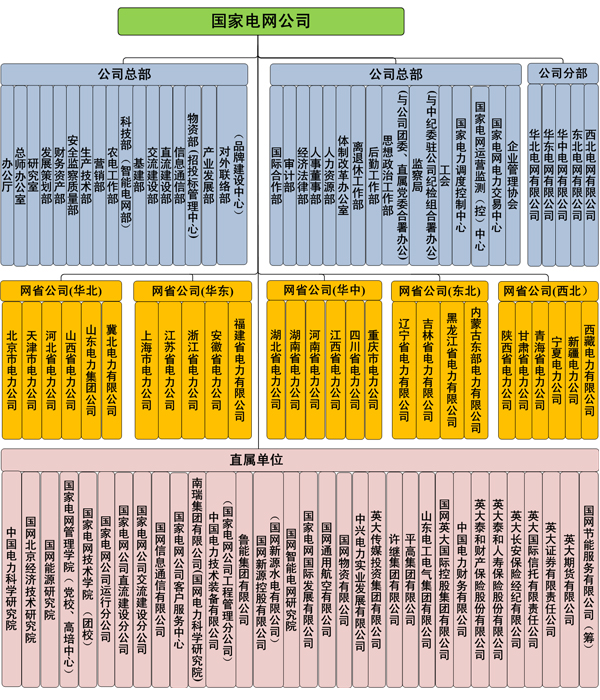 国家电网公司
公司总部
办公厅
总师办公室
研究室
发展策划部
财务资产部
安全监察质量部
生产技术部
营销部
农电工作部
科技部（智能电网部）
基建部
交流建设部
直流建设部
信息通信部
物资部（招投标管理中心）
产业发展部
对外联络部
（品牌建设中心）
公司总部
国际合作部
审计部
经济法律部
人事董事部
人力资源部
体制改革办公室
离退休工作部
后勤工作部
思想政治工作部
（与公司团委、直属党委合署办公）
监察局
（与中纪委驻公司纪检组合署办公）
工会
国家电力调度控制中心
国家电网运营监测（控）中心
国家电网电力交易中心
企业管理协会
公司分部
华北电网有限公司
华东电网有限公司
华中电网有限公司
东北电网有限公司
西北电网有限公司
网省公司(华北)
北京市电力公司
天津市电力公司
河北省电力公司
山西省电力公司
山东电力集团公司
冀北电力有限公司
网省公司(华东)
上海市电力公司
江苏省电力公司
浙江省电力公司
安徽省电力公司
福建省电力有限公司
网省公司(华中)
湖北省电力公司
湖南省电力公司
河南省电力公司
江西省电力公司
四川省电力公司
重庆市电力公司
网省公司(东北)
辽宁省电力有限公司
吉林省电力有限公司
黑龙江省电力有限公司
内蒙古东部电力有限公司
网省公司(西北）
陕西省电力公司
甘肃省电力公司
青海省电力公司
宁夏电力公司
新疆电力公司
西藏电力有限公司
直属单位
中国电力科学研究院
国网北京经济技术研究院
国网能源研究院
国家电网管理学院（党校、高培中心）
国家电网技术学院（团校）
国家电网公司运行分公司
国家电网公司直流建设分公司
国家电网公司交流建设分公司
国网信息通信有限公司
国家电网公司客户服务中心
南瑞集团有限公司(国网电力科学研究院)
中国电力技术装备有限公司
（国家电网公司工程管理分公司）
鲁能集团有限公司
国网新源控股有限公司
（国网新源水电有限公司）
国网智能电网研究院
国家电网国际发展有限公司
国网通用航空有限公司
国网物资有限公司
中兴电力实业发展有限公司
英大传媒投资集团有限公司
许继集团有限公司
平高集团有限公司
山东电工电气集团有限公司
国网英大国际控股集团有限公司
中国电力财务有限公司
英大泰和财产保险股份有限公司
英大泰和人寿保险股份有限公司
英大长安保险经纪有限公司
英大国际信托有限责任公司
英大证券有限责任公司
英大期货有限公司
国网节能服务有限公司（筹）